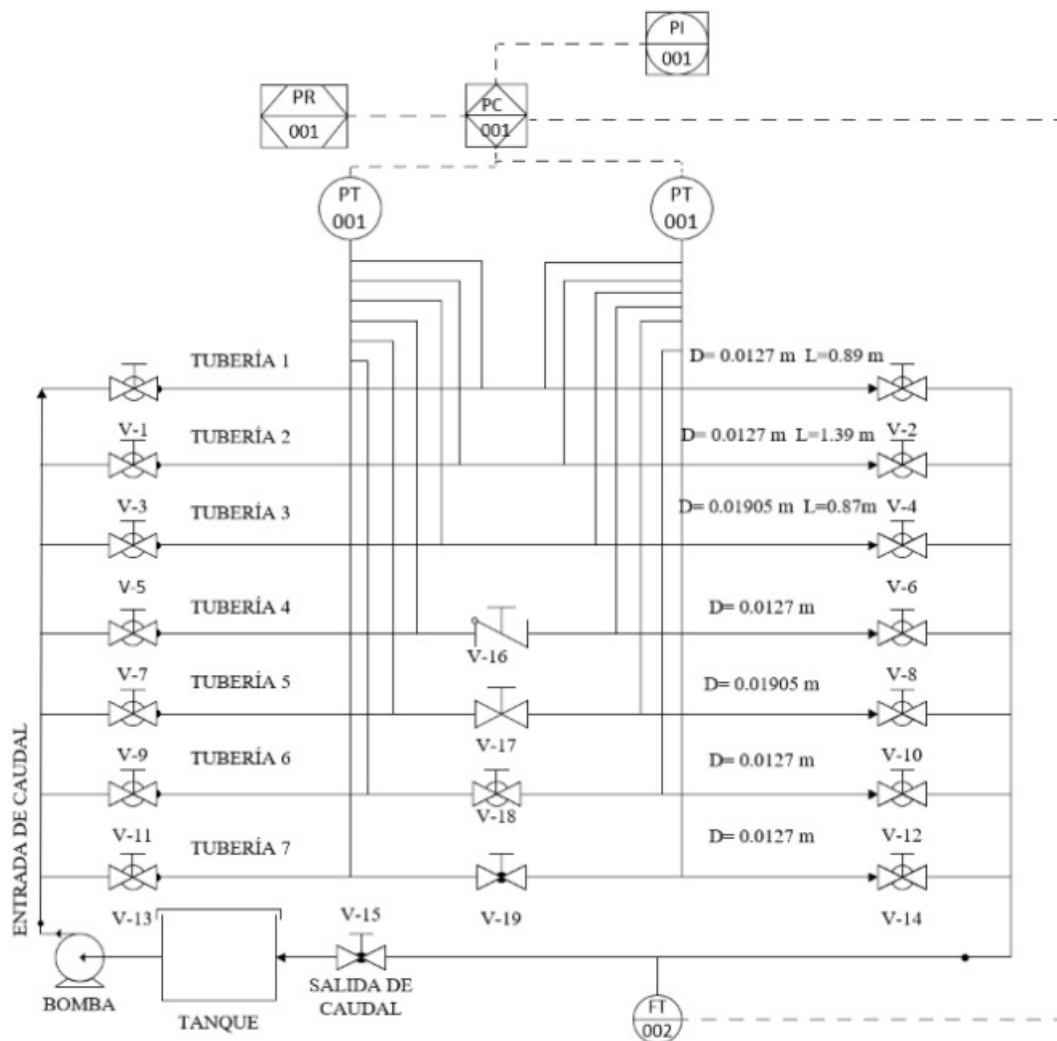 PI
001
PR
001
PC
001
PT
001
PT
001
TUBERÍA 1
D= 0.0127 m L=0.89 m
V-1
TUBERÍA 2
D= 0.0127 m L=1.39 m
V-2
V-3
TUBERÍA 3
D= 0.01905 m L=0.87m
V-4
V-5
TUBERÍA 4
D= 0.0127 m
V-6
V-16
V-7
TUBERÍA 5
D= 0.01905 m
V-8
V-17
V-9
TUBERÍA 6
D= 0.0127 m
V-10
V-18
V-11
TUBERÍA 7
D= 0.0127 m
V-12
V-13
V-15
V-19
V-14
ENTRADA DE CAUDAL
BOMBA
TANQUE
SALIDA DE
CAUDAL
FT
002